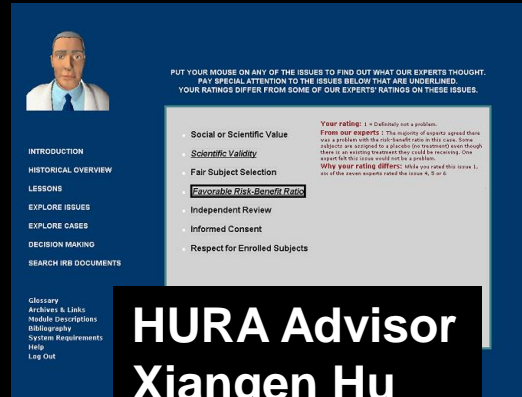 PUT YOUR MOUSE ON ANY OF THE ISSUES TO FIND OUT WHAT OUR EXPERTS THOUGHT.
PAY SPECIAL ATTENTION TO THE ISSUES BELOW THAT ARE UNDERLINED.
YOUR RATINGS DIFFER FROM SOME OF OUR EXPERTS' RATINGS ON THESE ISSUES.
INTRODUCTION
HISTORICAL OVERVIEW
LESSONS
EXPLORE ISSUES
EXPLORE CASES
DECISION MAKING
SEARCH IRB DOCUMENTS
Glossary
Archives & Links
Module Descriptions
Bibliography
System Requirements
Help
Log Out
Social or Scientific Value
Scientific Validity
Fair Subject Selection
Favorable Risk-Benefit Ratio
Independent Review
Informed Consent
Respect for Enrolled Subjects
Your rating: 1 = Definitely not a problem.
From our experts : The majority of experts agreed there
was a problem with the risk-benefit ratio in this case. Some
subjects are assigned to a placebo (no treatment) even though
there is an existing treatment they could be receiving. One
expert felt this issue would not be a problem.
Why your rating differs: While you rated this issue 1,
six of the seven experts rated the issue 4, 5 or 6.
HURA Advisor
Xiangen Hu